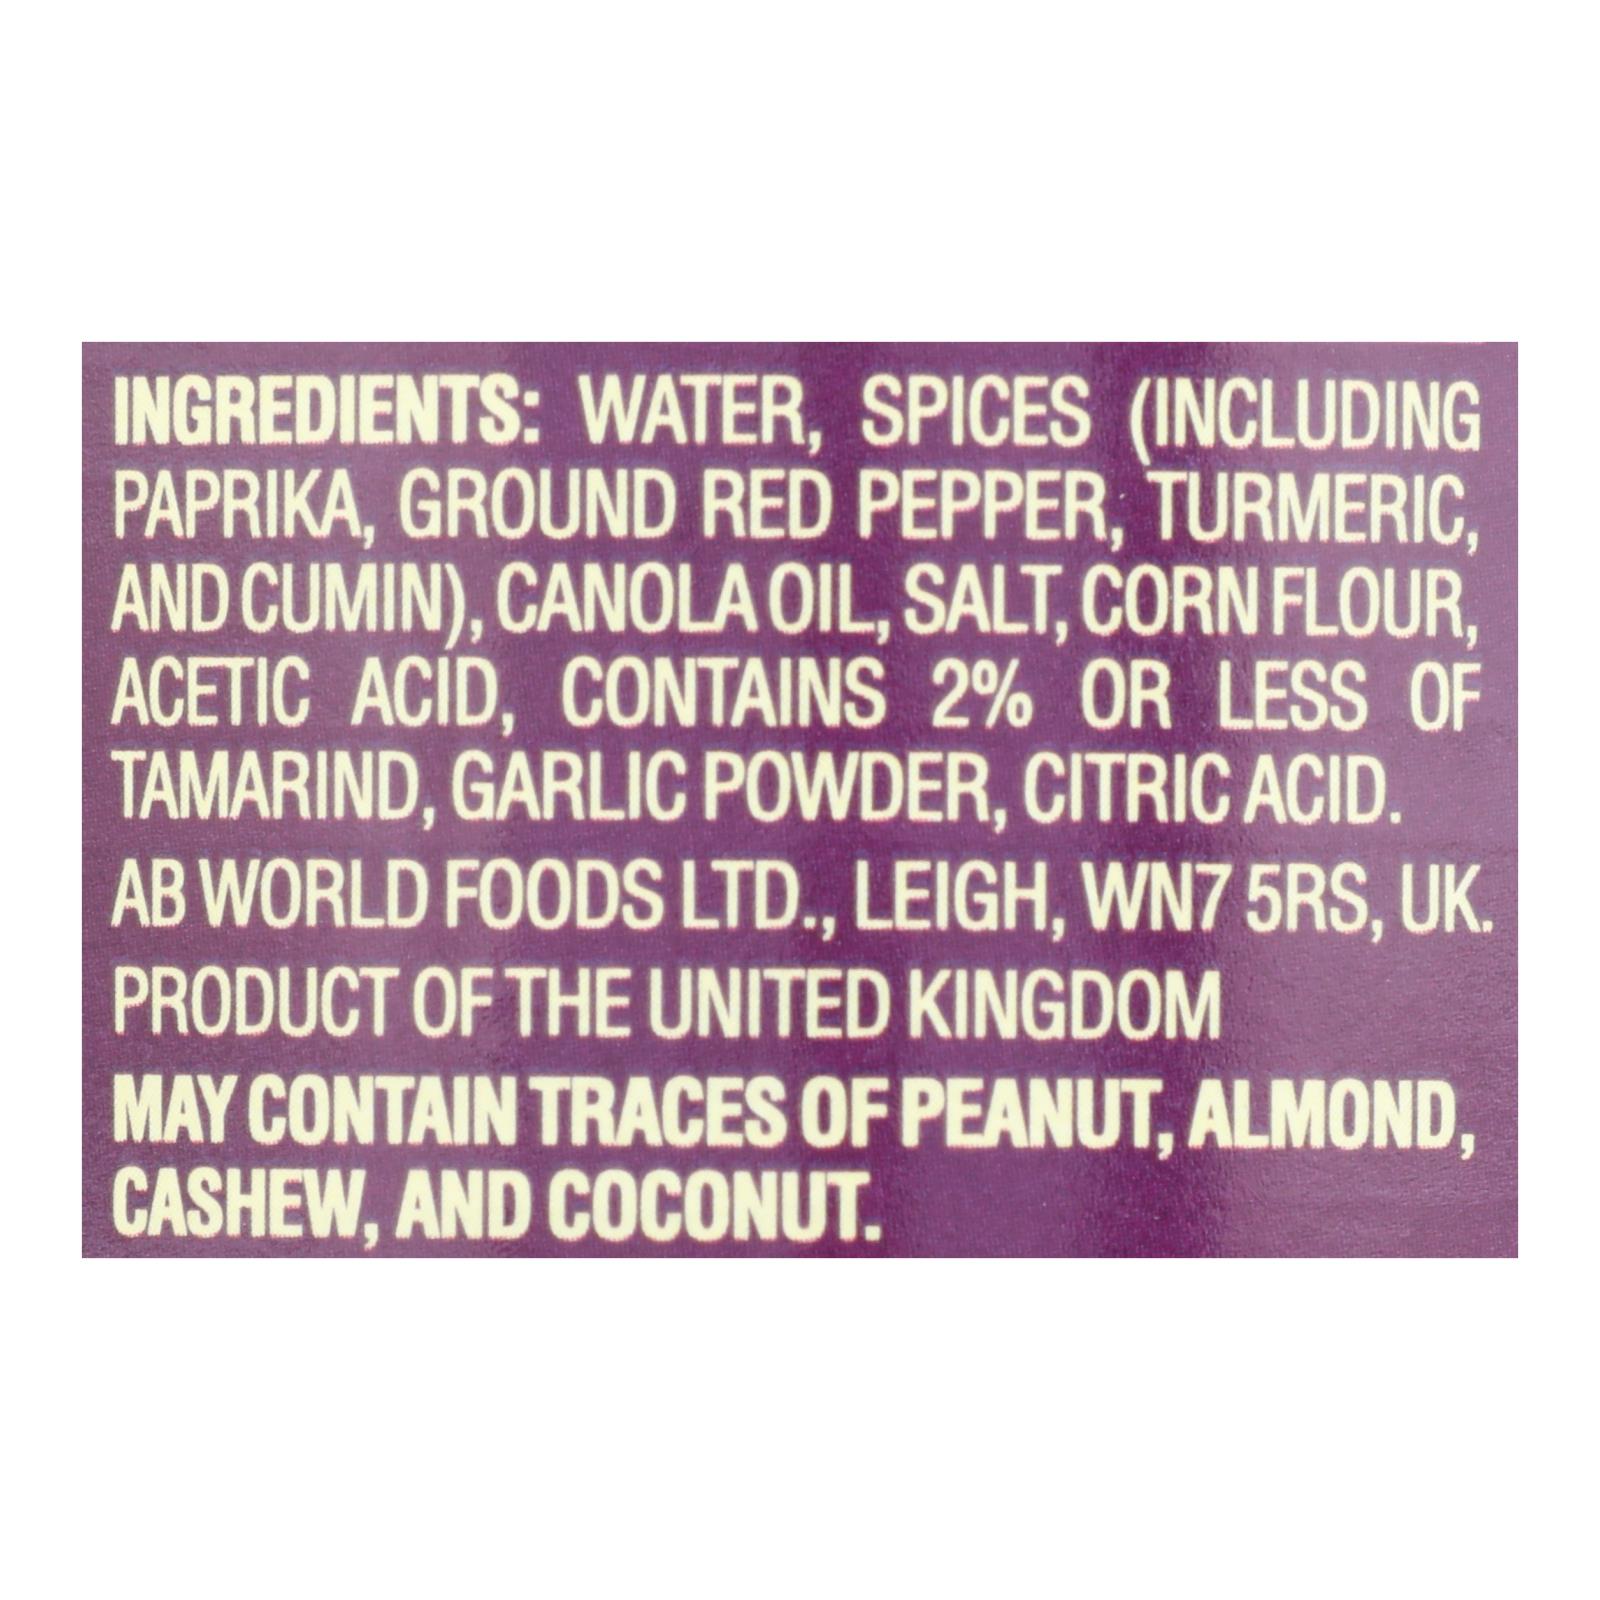 INGREDIENTS: WATER, SPICES (INCLUDING
PAPRIKA, GROUND RED PEPPER, TURMERIC,
AND CUMIN), CANOLA OIL, SALT, CORN FLOUR,
ACETIC ACID, CONTAINS 2% OR LESS OF
TAMARIND, GARLIC POWDER, CITRIC ACID.
AB WORLD FOODS LTD., LEIGH, WN7 5RS, UK.
PRODUCT OF THE UNITED KINGDOM
MAY CONTAIN TRACES OF PEANUT, ALMOND,
CASHEW, AND COCONUT.